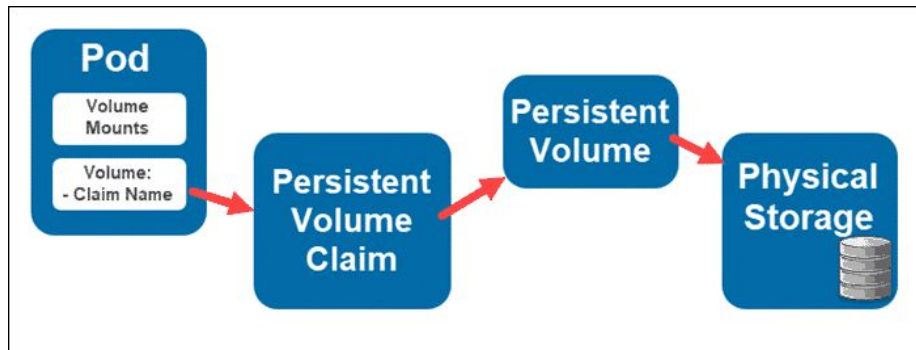 Pod
Volume
Mounts
Volume:
- Claim Name
Persistent
Volume
Claim
Persistent
Volume
Physical
Storage